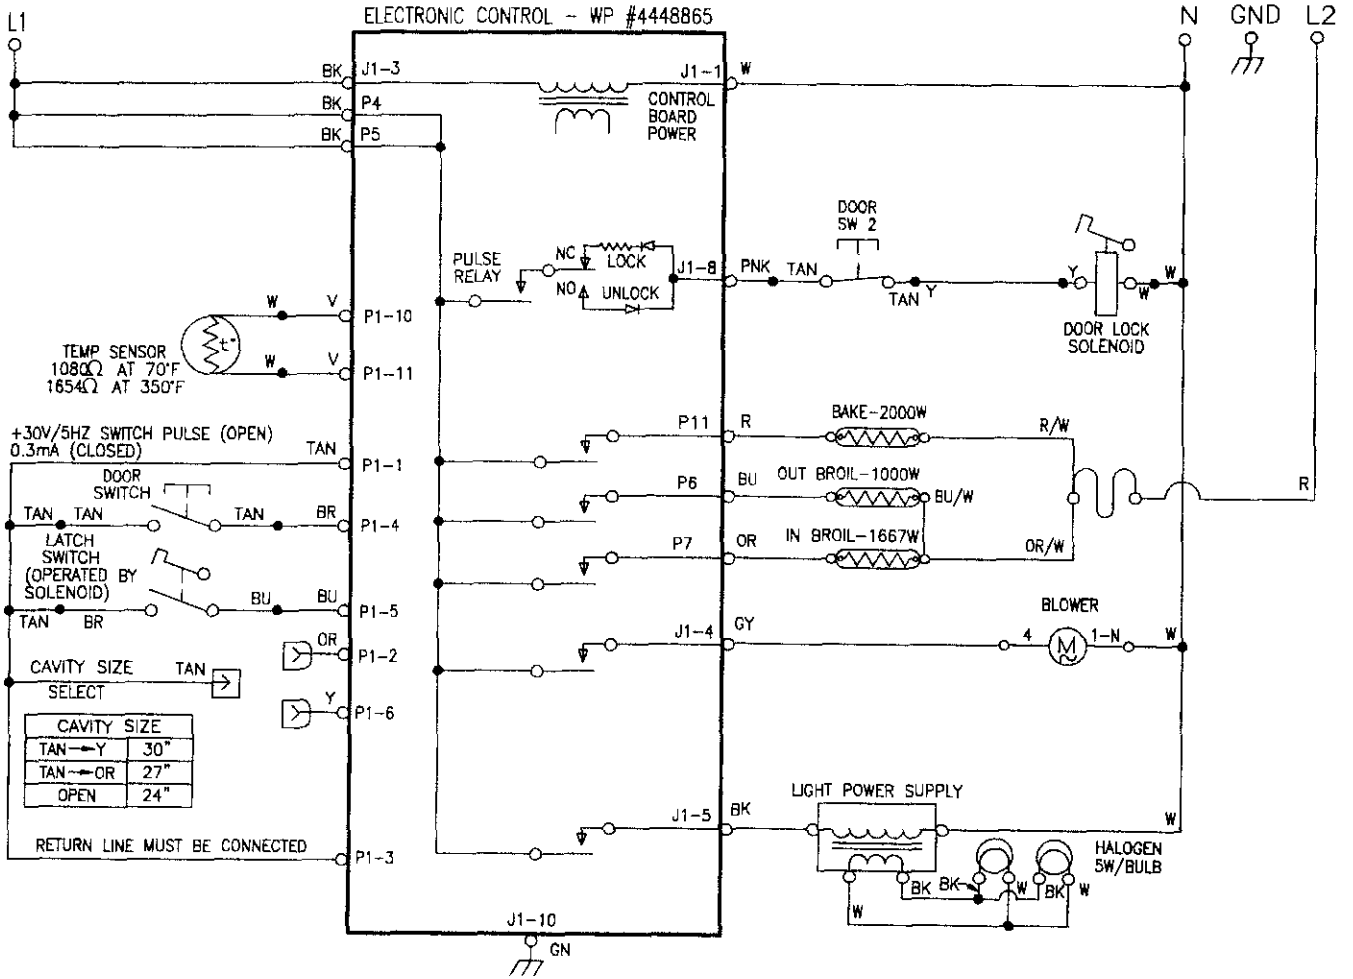 ELECTRONIC CONTROL - WP #4448865
L1
N
GND
L2
BK
J1-3
J1-1
W
BK
P4
CONTROL
BOARD
POWER
BK
P5
PULSE
RELAY
NC
LOCK
NO
UNLOCK
J1-8
PNK
TAN
DOOR
SW 2
TAN
Y
Y
W
W
DOOR LOCK
SOLENOID
W
V
P1-10
TEMP SENSOR
1080Ω AT 70°F
1654Ω AT 350°F
t°
W
V
P1-11
+30V/5HZ SWITCH PULSE (OPEN)
0.3mA (CLOSED)
TAN
P1-1
P11
R
BAKE-2000W
R/W
DOOR
SWITCH
TAN
TAN
TAN
BR
P1-4
P6
BU
OUT BROIL-1000W
BU/W
R
LATCH
SWITCH
(OPERATED BY
SOLENOID)
P7
OR
IN BROIL-1667W
OR/W
TAN
BR
BU
BU
P1-5
OR
P1-2
J1-4
GY
BLOWER
4
M
1-N
W
CAVITY SIZE
SELECT
TAN
Y
P1-6
CAVITY SIZE
TAN→Y 30"
TAN→OR 27"
OPEN 24"
LIGHT POWER SUPPLY
J1-5
BK
W
RETURN LINE MUST BE CONNECTED
P1-3
HALOGEN
5W/BULB
BK
BK
W
BK
W
W
J1-10
GN